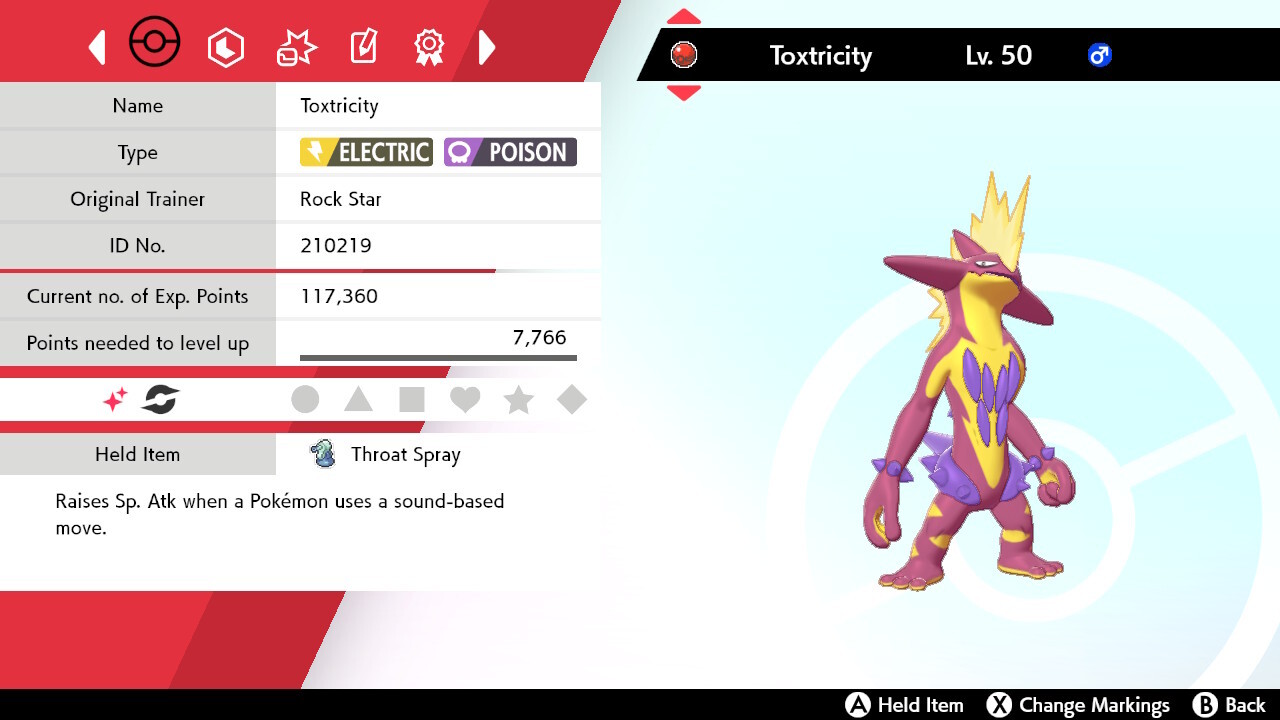 Toxtricity Lv. 50
Name Toxtricity
Type ELECTRIC POISON
Original Trainer Rock Star
ID No. 210219
Current no. of Exp. Points 117,360
Points needed to level up 7,766
Held Item Throat Spray
Raises Sp. Atk when a Pokémon uses a sound-based
move.
A Held Item X Change Markings B Back